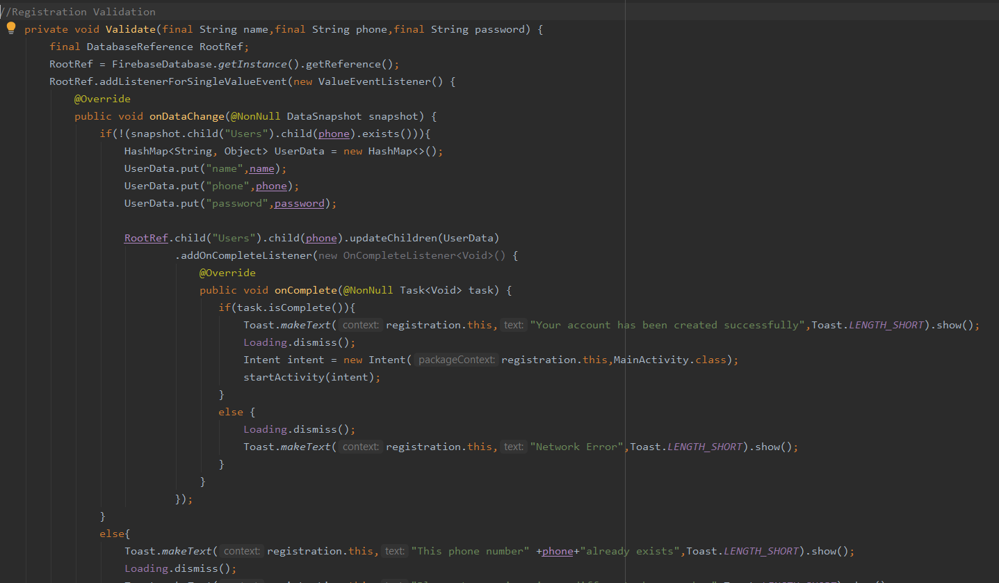 //Registration Validation
private void Validate(final String name,final String phone,final String password) {
final DatabaseReference RootRef;
RootRef = FirebaseDatabase.getInstance().getReference();
RootRef.addListenerForSingleValueEvent(new ValueEventListener() {
@Override
public void onDataChange(@NonNull DataSnapshot snapshot) {
if(!(snapshot.child("Users").child(phone).exists())){
HashMap<String, Object> UserData = new HashMap<>();
UserData.put("name",name);
UserData.put("phone",phone);
UserData.put("password",password);
RootRef.child("Users").child(phone).updateChildren(UserData)
.addOnCompleteListener(new OnCompleteListener<Void>() {
@Override
public void onComplete(@NonNull Task<Void> task) {
if(task.isComplete()){
Toast.makeText( context: registration.this, text: "Your account has been created successfully",Toast.LENGTH_SHORT).show();
Loading.dismiss();
Intent intent = new Intent( packageContext: registration.this,MainActivity.class);
startActivity(intent);
}
else {
Loading.dismiss();
Toast.makeText( context: registration.this, text: "Network Error",Toast.LENGTH_SHORT).show();
}
}
});
}
else{
Toast.makeText( context: registration.this, text: "This phone number" +phone+"already exists",Toast.LENGTH_SHORT).show();
Loading.dismiss();